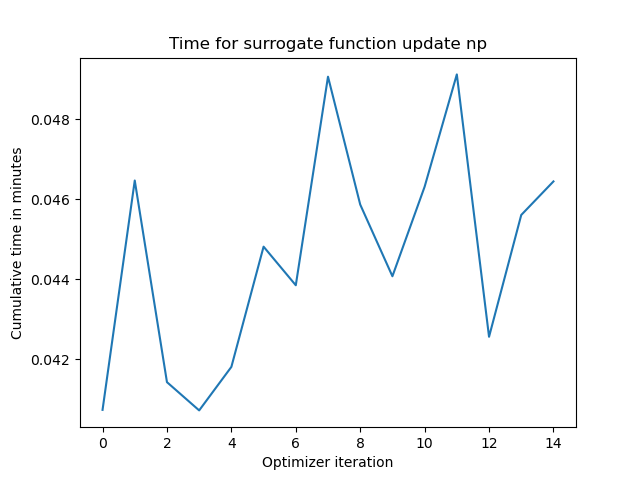 Time for surrogate function update np
Cumulative time in minutes
0.048
0.046
0.044
0.042
0 2 4 6 8 10 12 14
Optimizer iteration